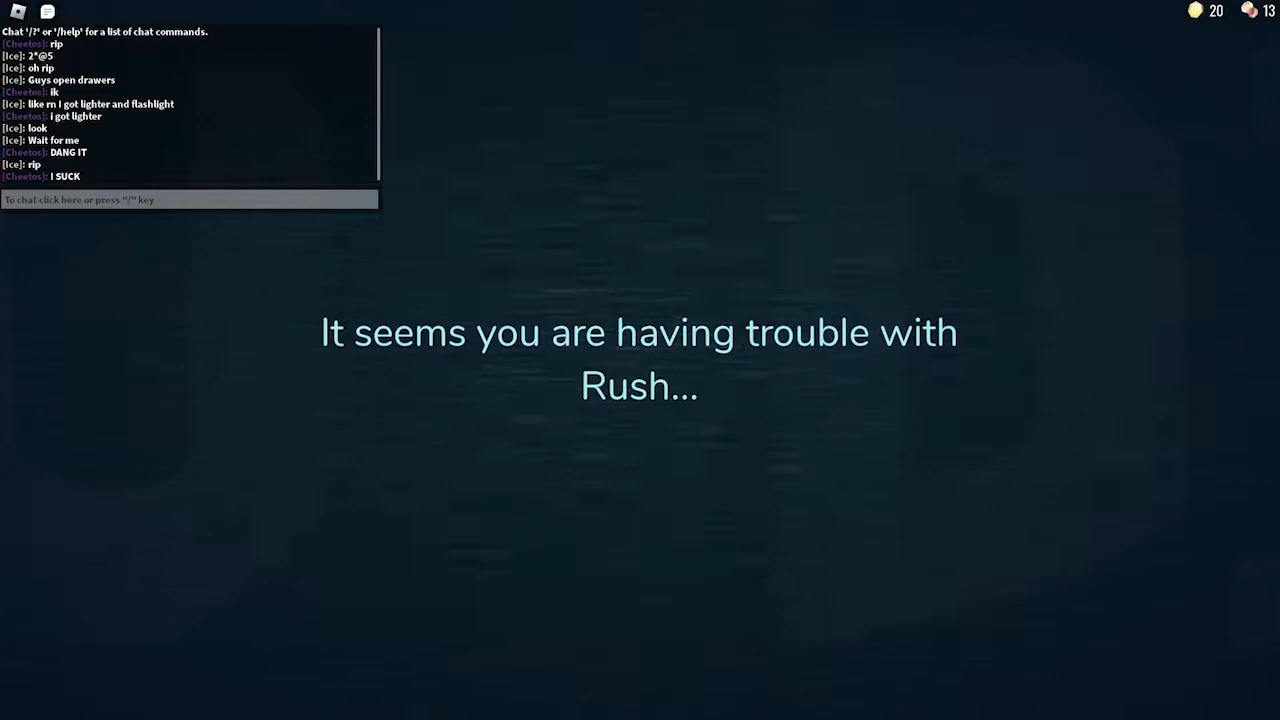 20
13
Chat '/?' or '/help' for a list of chat commands.
[Cheetos]: rip
[Ice]: 2*@5
[Ice]: oh rip
[Ice]: Guys open drawers
[Cheetos]: ik
[Ice]: like rn I got lighter and flashlight
[Cheetos]: i got lighter
[Ice]: look
[Ice]: Wait for me
[Cheetos]: DANG IT
[Ice]: rip
[Cheetos]: I SUCK
To chat click here or press "/" key
It seems you are having trouble with
Rush...